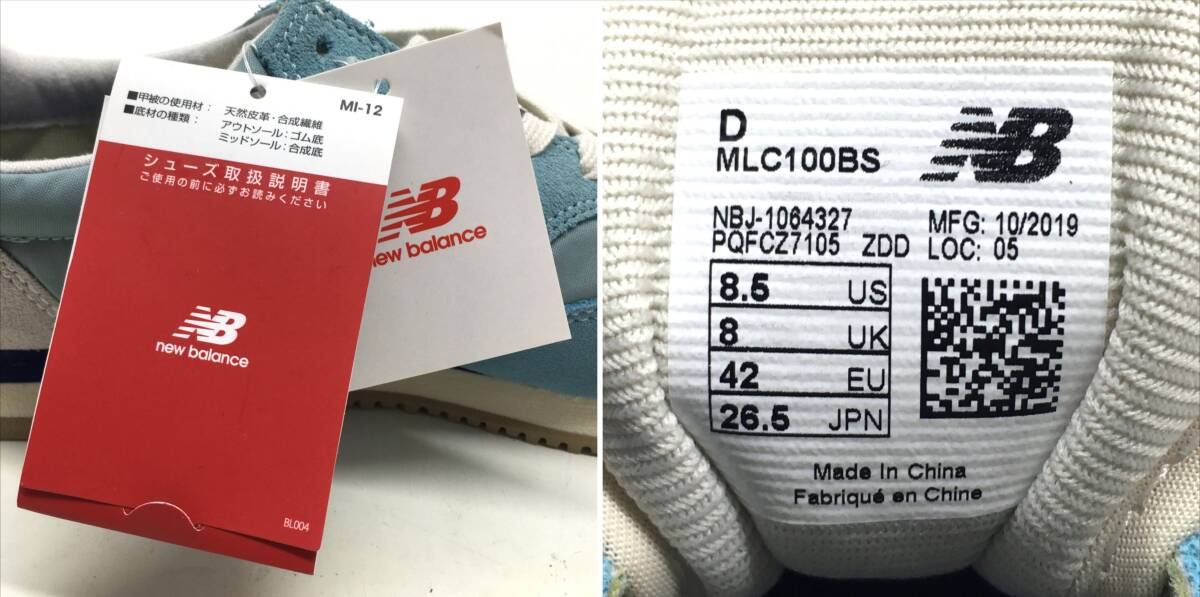 MI-12
■甲被の使用材： 天然皮革・合成繊維
■底材の種類： アウトソール：ゴム底
ミッドソール：合成底
シューズ取扱説明書
ご使用の前に必ずお読みください
NB
new balance
BL004
NB
new balance
D
MLC100BS
NB
NBJ-1064327
PQFCZ7105 ZDD
MFG: 10/2019
LOC: 05
8.5 US
8 UK
42 EU
26.5 JPN
Made In China
Fabriqué en Chine